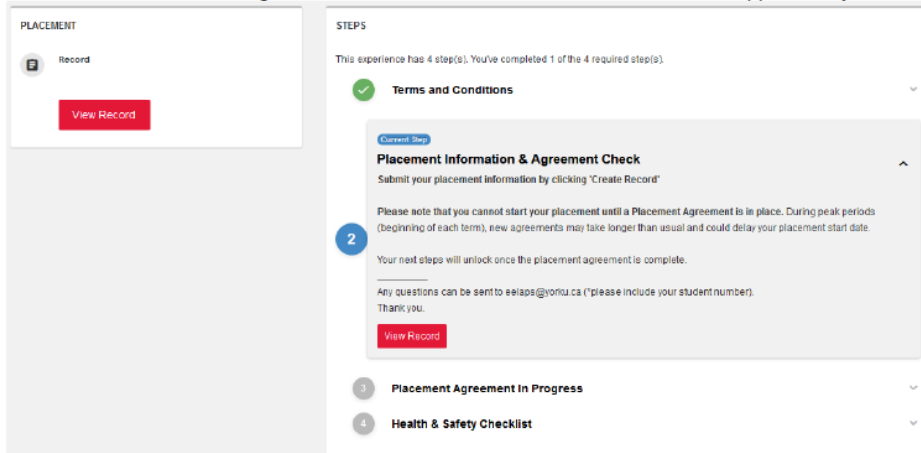 PLACEMENT
Record
View Record
STEPS
This experience has 4 step(s). You've completed 1 of the 4 required step(s).
Terms and Conditions
Current Step
Placement Information & Agreement Check
Submit your placement information by clicking 'Create Record'
Please note that you cannot start your placement until a Placement Agreement is in place. During peak periods
(beginning of each term), new agreements may take longer than usual and could delay your placement start date.
2
Your next steps will unlock once the placement agreement is complete.
Any questions can be sent to eelaps@yorku.ca (*please include your student number).
Thank you.
View Record
3 Placement Agreement In Progress
4 Health & Safety Checklist